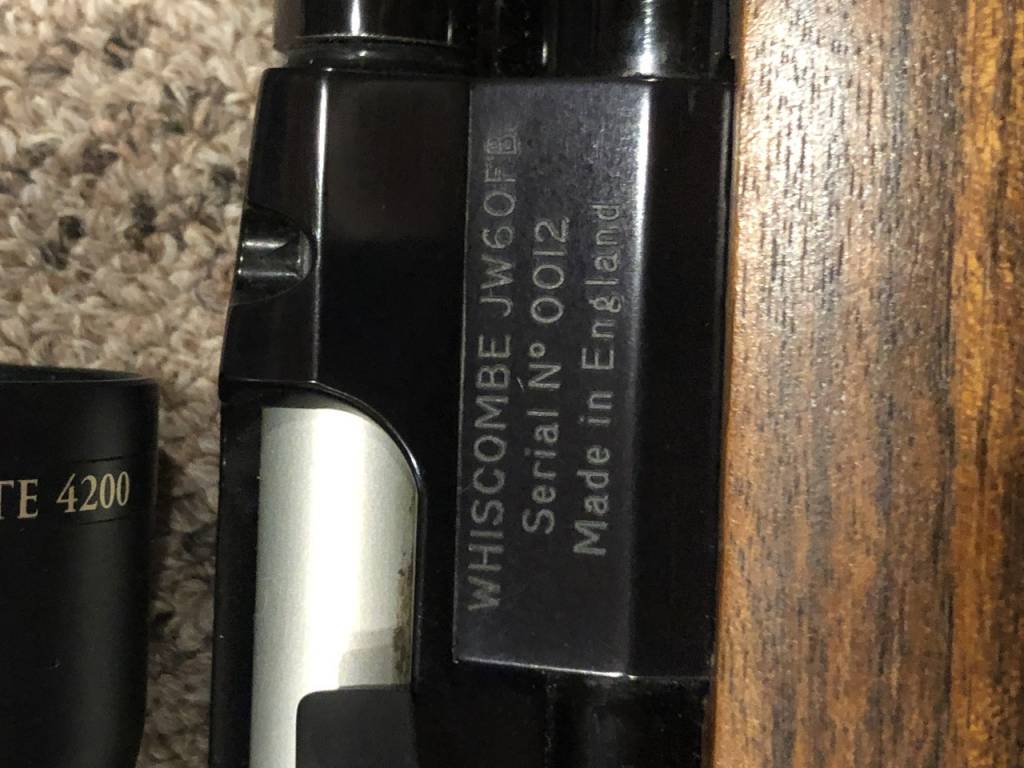 WHISCOMBE JW60FB
Serial Nº 0012
Made in England
TE 4200